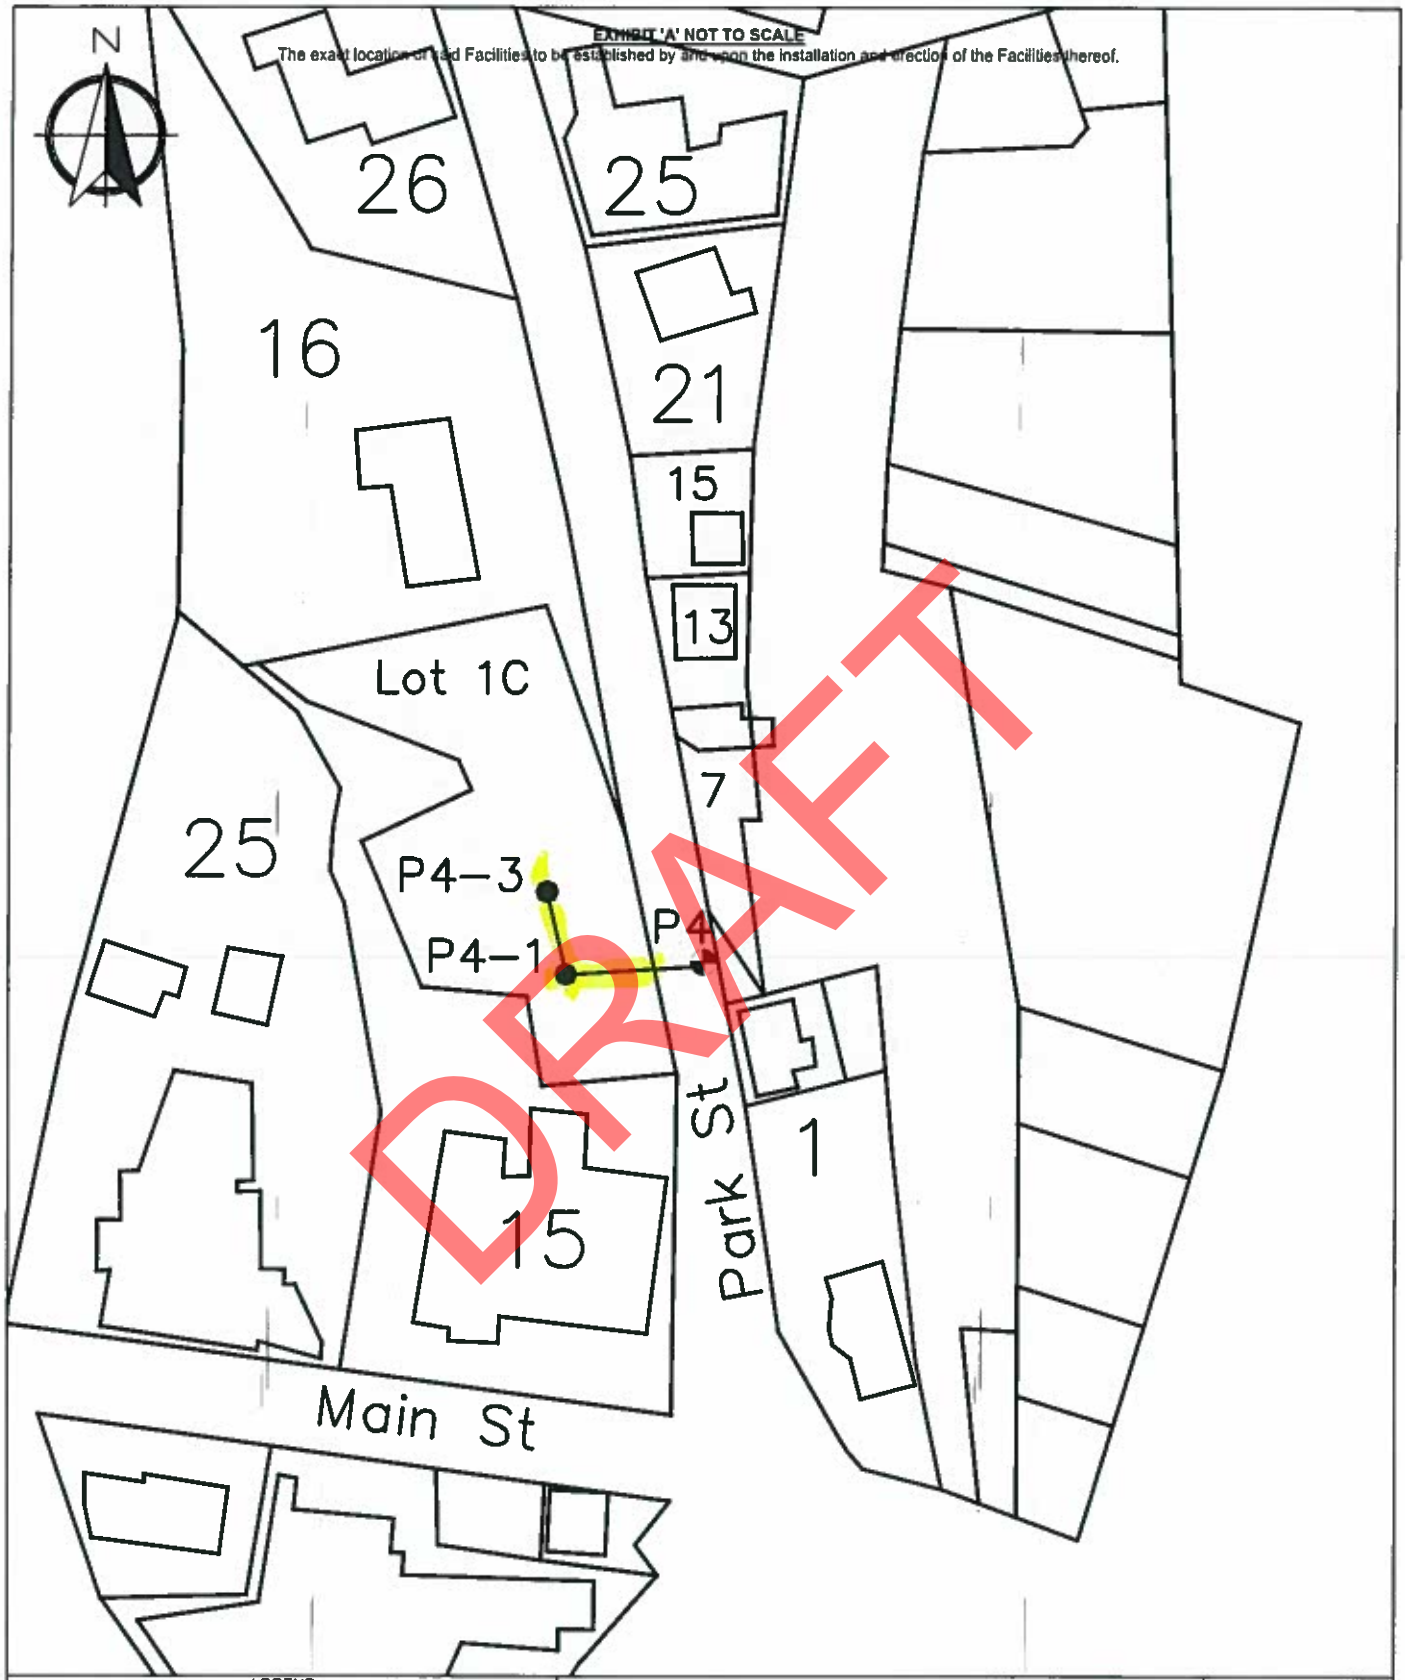 EXHIBIT 'A' NOT TO SCALE
The exact location of said Facilities to be established by and upon the installation and erection of the Facilities thereof.
N
26
25
16
21
15
13
Lot 1C
7
25
P4-3
P4
P4-1
DRAFT
Park St
1
15
Main St